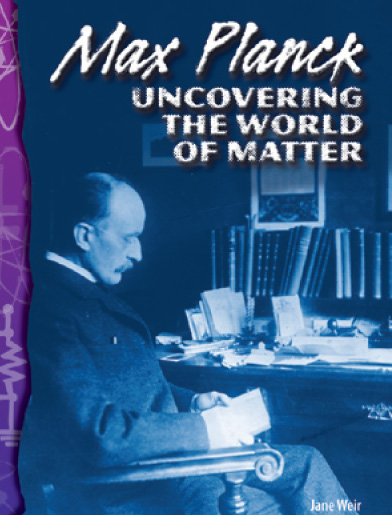 Max Planck
UNCOVERING
THE WORLD
OF MATTER
Jane Weir